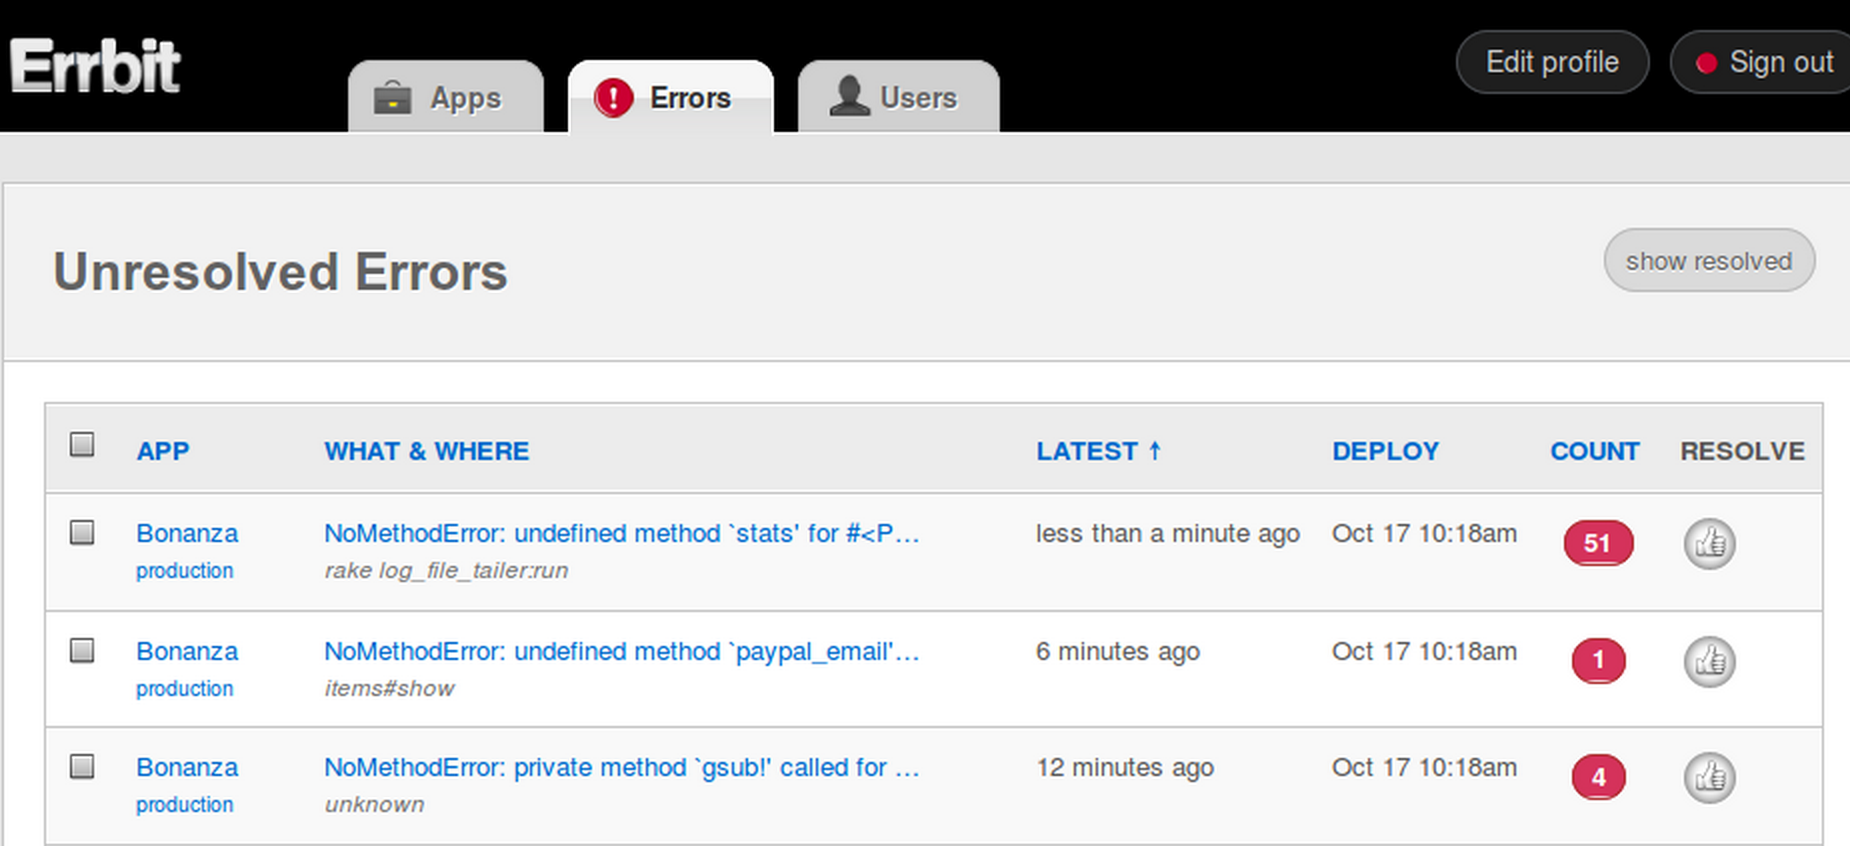 Errbit
Apps
Errors
Users
Edit profile
Sign out
Unresolved Errors
show resolved
APP WHAT & WHERE LATEST ↑ DEPLOY COUNT RESOLVE
Bonanza NoMethodError: undefined method `stats' for #<P... less than a minute ago Oct 17 10:18am 51
production rake log_file_tailer:run
Bonanza NoMethodError: undefined method `paypal_email'... 6 minutes ago Oct 17 10:18am 1
production items#show
Bonanza NoMethodError: private method `gsub!' called for ... 12 minutes ago Oct 17 10:18am 4
production unknown